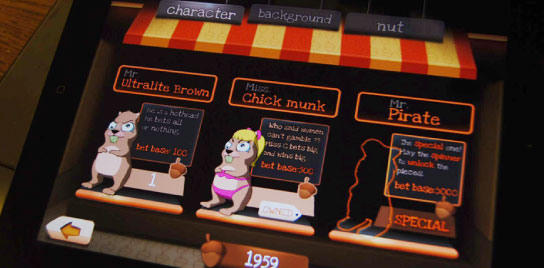 character
background
nut
Mr.
Ultralite Brown
Miss.
Chick munk
Mr.
Pirate
he is a hothead
he bets all
or nothing.
bet base: 100
1
Who said women
can't gamble ??
miss C bets big
and wins big
bet base:300
OWNED
The special one!
Play the spinner
to unlock the
pieces.
bet base:3000
SPECIAL
1959